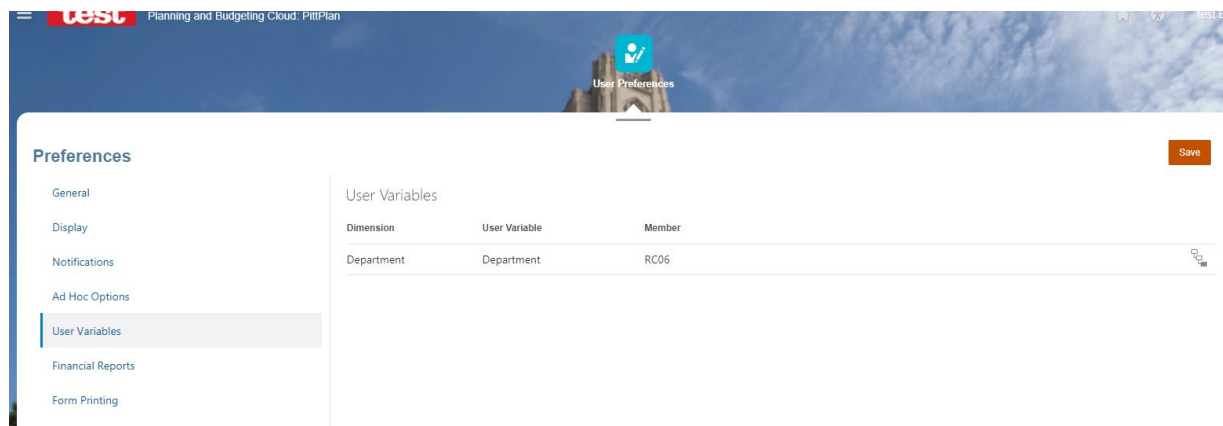 test Planning and Budgeting Cloud: PittPlan
User Preferences
Preferences
Save
General
Display
Notifications
Ad Hoc Options
User Variables
Financial Reports
Form Printing
User Variables
Dimension User Variable Member
Department Department RC06